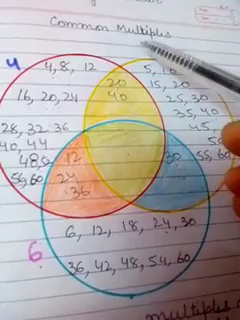 Common Multiples
4
4, 8, 12
5, 10
20
15, 20
40
16, 20, 24
25, 30
35, 40
28, 32 36
45,
40, 44
12
30
55, 60
56, 60
24
36
6, 12, 18, 24, 30
6
36, 42, 48, 54, 60
multiples